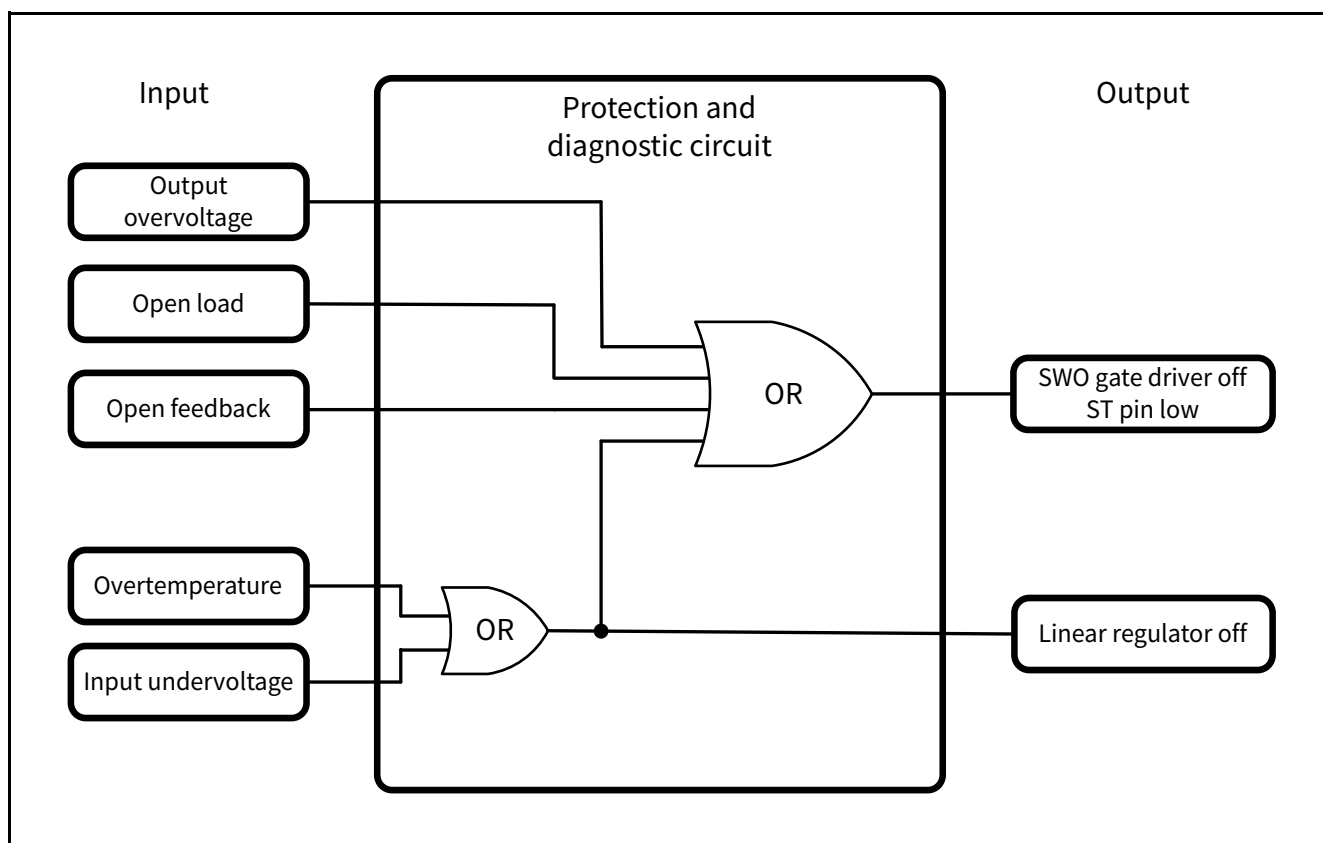 Input
Protection and
diagnostic circuit
Output
Output
overvoltage
Open load
Open feedback
OR
SWO gate driver off
ST pin low
Overtemperature
OR
Input undervoltage
Linear regulator off